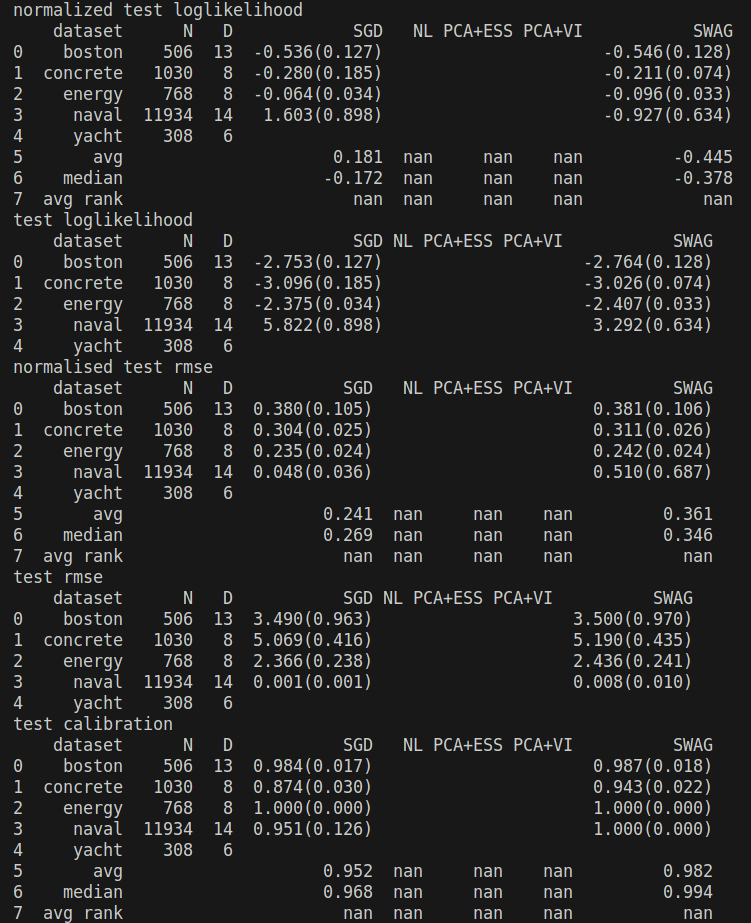 normalized test loglikelihood
    dataset      N   D            SGD   NL PCA+ESS PCA+VI           SWAG
0    boston    506  13  -0.536(0.127)                      -0.546(0.128)
1  concrete   1030   8  -0.280(0.185)                      -0.211(0.074)
2    energy    768   8  -0.064(0.034)                      -0.096(0.033)
3     naval  11934  14   1.603(0.898)                      -0.927(0.634)
4     yacht    308   6
5       avg                     0.181  nan     nan    nan         -0.445
6    median                    -0.172  nan     nan    nan         -0.378
7  avg rank                       nan  nan     nan    nan            nan
test loglikelihood
    dataset      N   D            SGD NL PCA+ESS PCA+VI           SWAG
0    boston    506  13  -2.753(0.127)                    -2.764(0.128)
1  concrete   1030   8  -3.096(0.185)                    -3.026(0.074)
2    energy    768   8  -2.375(0.034)                    -2.407(0.033)
3     naval  11934  14   5.822(0.898)                     3.292(0.634)
4     yacht    308   6
normalised test rmse
    dataset      N   D           SGD   NL PCA+ESS PCA+VI          SWAG
0    boston    506  13  0.380(0.105)                      0.381(0.106)
1  concrete   1030   8  0.304(0.025)                      0.311(0.026)
2    energy    768   8  0.235(0.024)                      0.242(0.024)
3     naval  11934  14  0.048(0.036)                      0.510(0.687)
4     yacht    308   6
5       avg                    0.241  nan     nan    nan         0.361
6    median                    0.269  nan     nan    nan         0.346
7  avg rank                      nan  nan     nan    nan           nan
test rmse
    dataset      N   D           SGD NL PCA+ESS PCA+VI          SWAG
0    boston    506  13  3.490(0.963)                    3.500(0.970)
1  concrete   1030   8  5.069(0.416)                    5.190(0.435)
2    energy    768   8  2.366(0.238)                    2.436(0.241)
3     naval  11934  14  0.001(0.001)                    0.008(0.010)
4     yacht    308   6
test calibration
    dataset      N   D           SGD   NL PCA+ESS PCA+VI          SWAG
0    boston    506  13  0.984(0.017)                      0.987(0.018)
1  concrete   1030   8  0.874(0.030)                      0.943(0.022)
2    energy    768   8  1.000(0.000)                      1.000(0.000)
3     naval  11934  14  0.951(0.126)                      1.000(0.000)
4     yacht    308   6
5       avg                    0.952  nan     nan    nan         0.982
6    median                    0.968  nan     nan    nan         0.994
7  avg rank                      nan  nan     nan    nan           nan